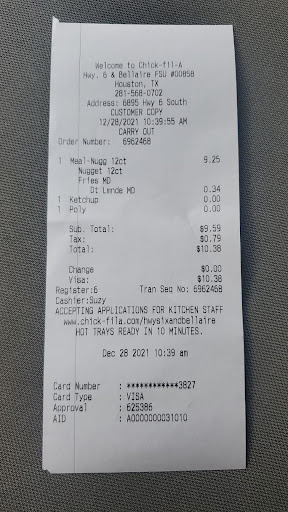 Welcome to Chick-fil-A
Hwy. 6 & Bellaire FSU #00858
Houston, TX
281-568-0702
Address: 6895 Hwy 6 South
CUSTOMER COPY
12/28/2021 10:39:55 AM
CARRY OUT
Order Number: 6962468
1 Meal-Nugg 12ct 9.25
Nugget 12ct
Fries MD
Dt Lmnde MD 0.34
1 Ketchup 0.00
1 Poly 0.00
Sub. Total: $9.59
Tax: $0.79
Total: $10.38
Change $0.00
Visa: $10.38
Register:6 Tran Seq No: 6962468
Cashier:Suzy
ACCEPTING APPLICATIONS FOR KITCHEN STAFF
www.chick-fila.com/hwysixandbellaire
HOT TRAYS READY IN 10 MINUTES.
Dec 28 2021 10:39 am
Card Number : ************3827
Card Type : VISA
Approval : 625386
AID : A0000000031010